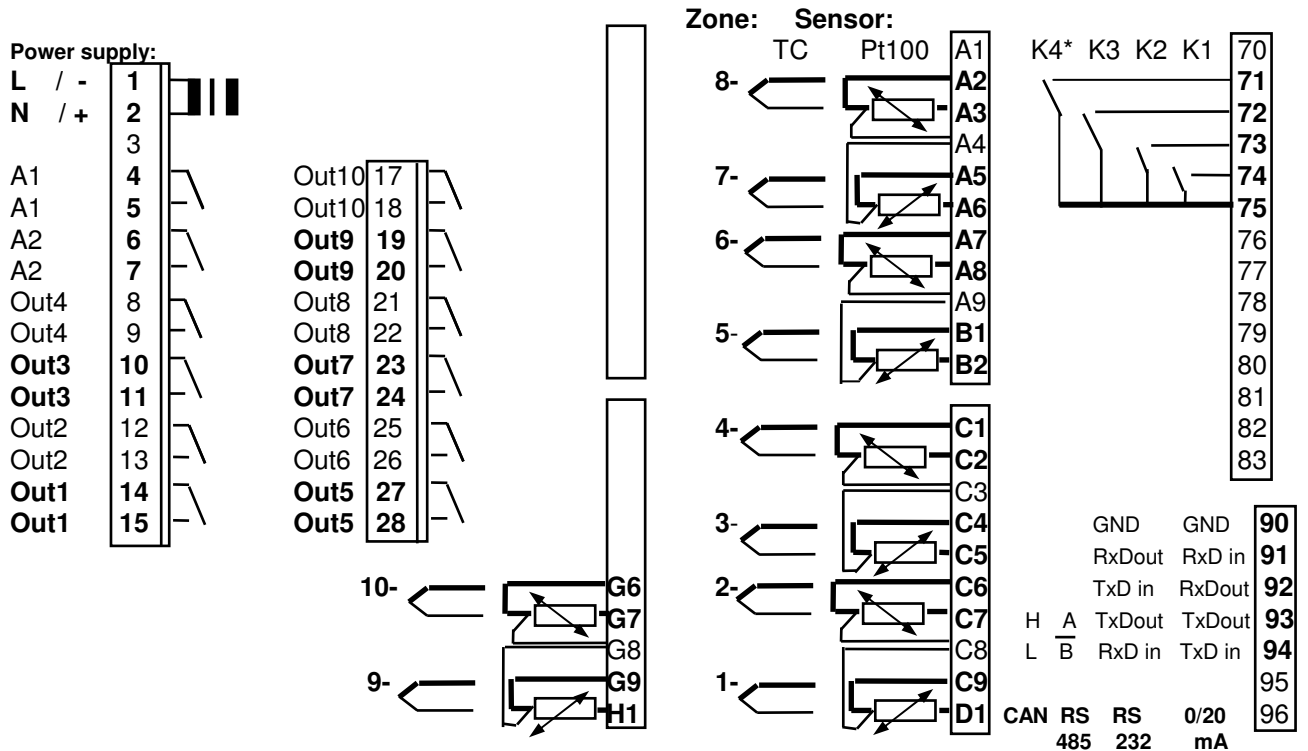 Zone: Sensor:
Power supply: TC Pt100 A1 K4* K3 K2 K1 70
L / - 1 8- A2 71
N / + 2 A3 72
3 A4 73
A1 4 Out10 17 7- A5 74
A1 5 Out10 18 A6 75
A2 6 Out9 19 6- A7 76
A2 7 Out9 20 A8 77
Out4 8 Out8 21 A9 78
Out4 9 Out8 22 5- B1 79
Out3 10 Out7 23 B2 80
Out3 11 Out7 24 81
Out2 12 Out6 25 4- C1 82
Out2 13 Out6 26 C2 83
Out1 14 Out5 27 C3
Out1 15 Out5 28 3- C4 GND GND 90
C5 RxDout RxD in 91
10- G6 2- C6 TxD in RxDout 92
G7 C7 H A TxDout TxDout 93
G8 C8 L B RxD in TxD in 94
9- G9 1- C9 95
H1 D1 CAN RS RS 0/20 96
485 232 mA